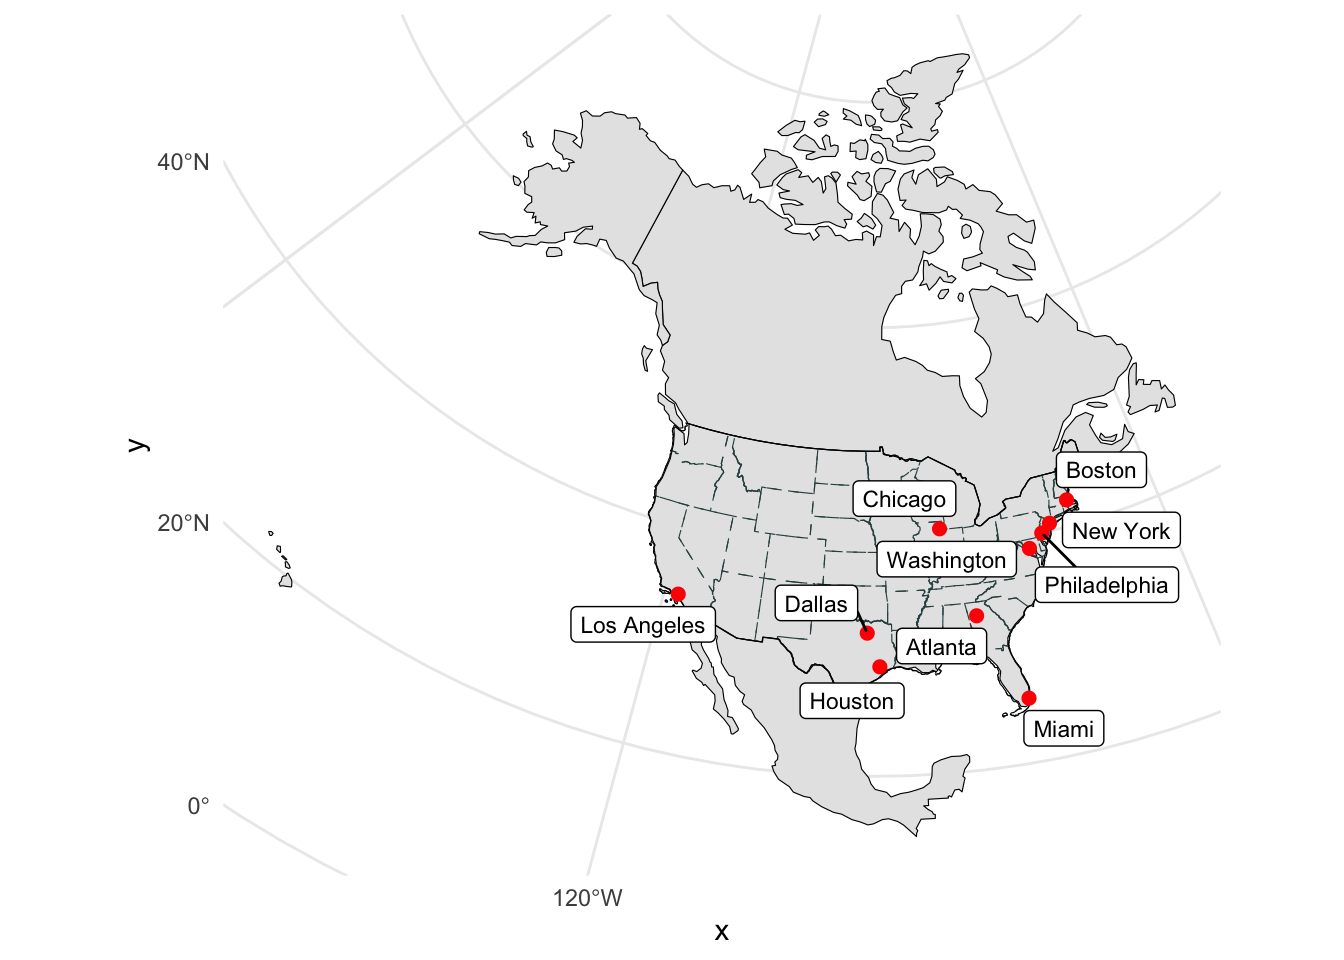 40°N
20°N
0°
120°W
x
y
Boston
Chicago
New York
Washington
Philadelphia
Dallas
Los Angeles
Atlanta
Houston
Miami